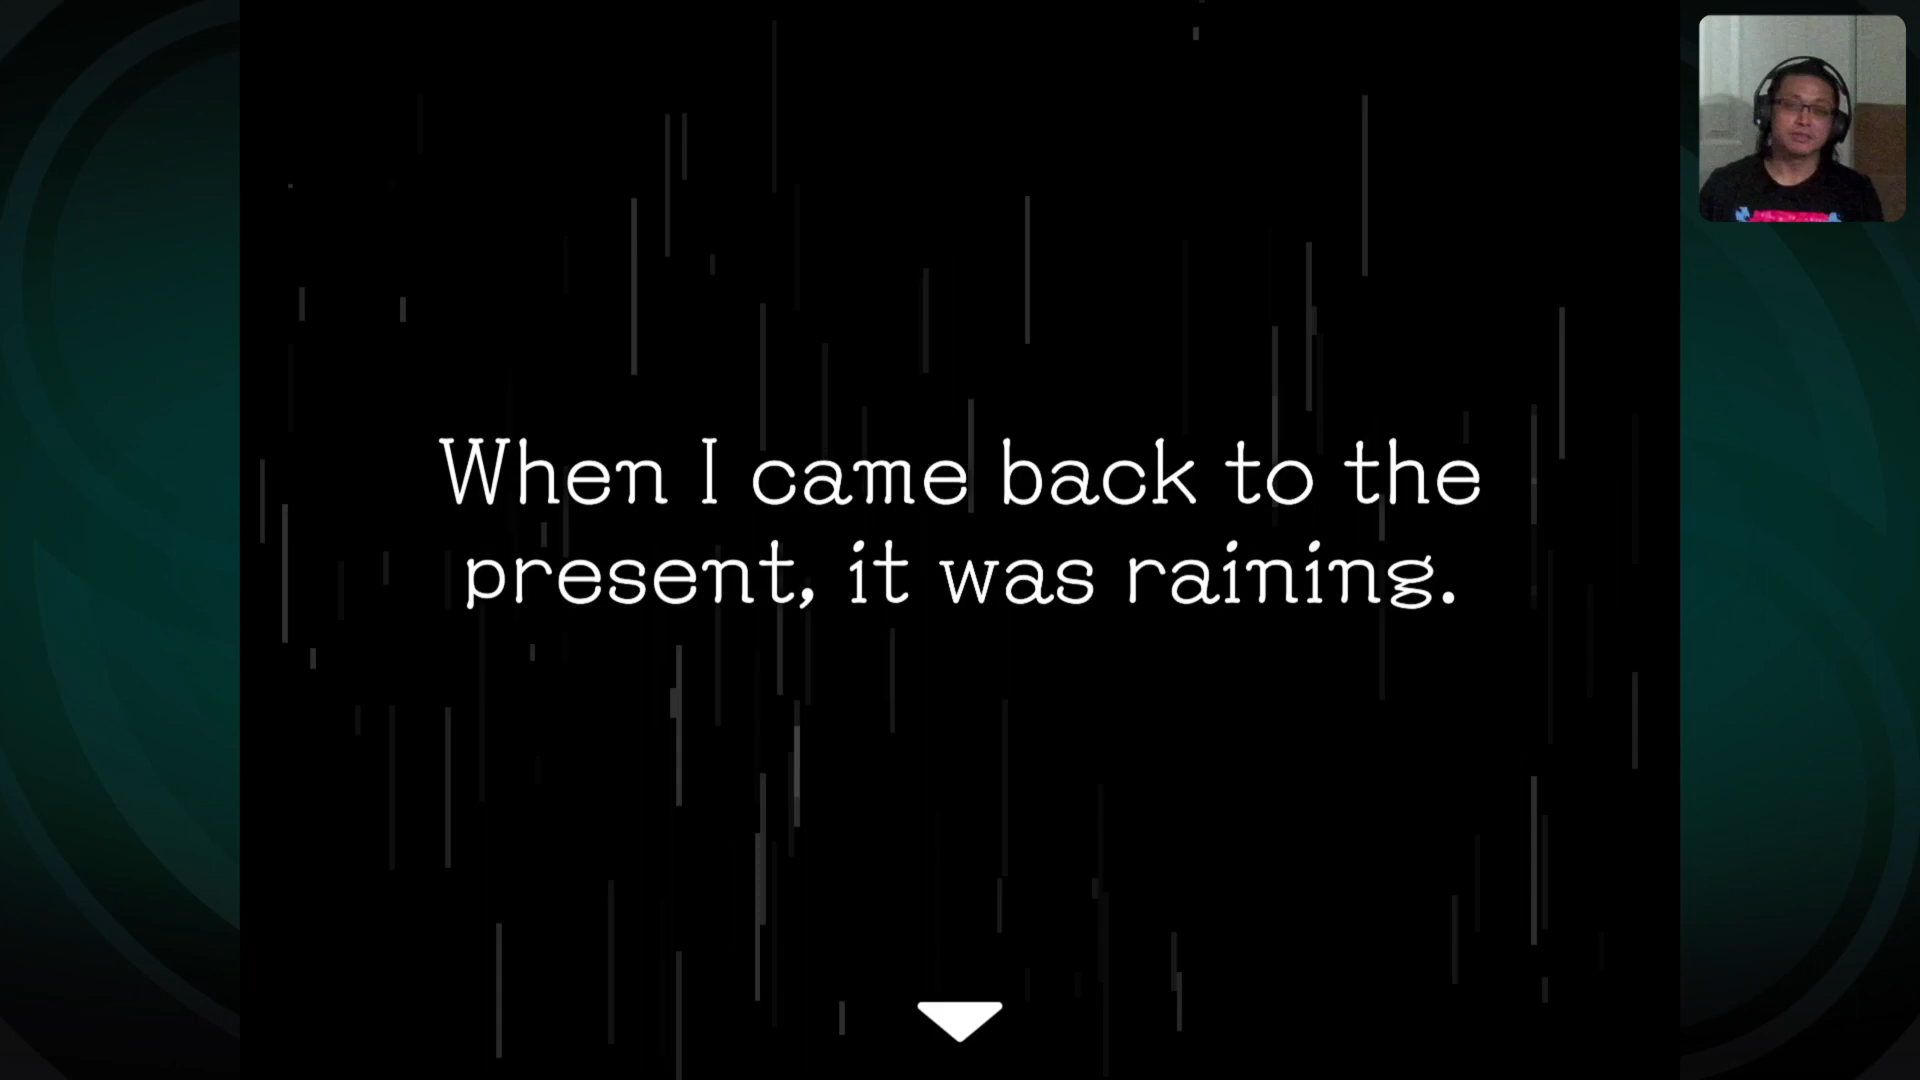 When I came back to the
present, it was raining.